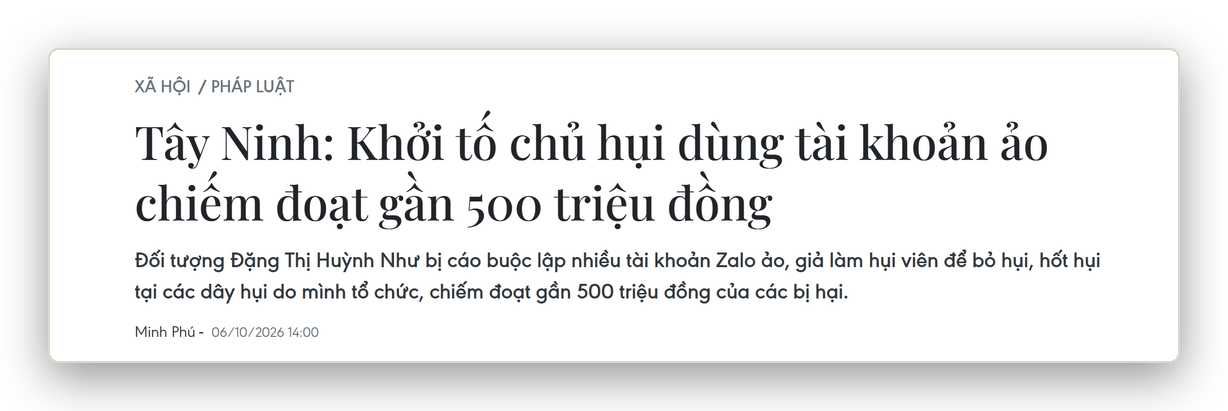 XÃ HỘI / PHÁP LUẬT
Tây Ninh: Khởi tố chủ hụi dùng tài khoản ảo
chiếm đoạt gần 500 triệu đồng
Đối tượng Đặng Thị Huỳnh Như bị cáo buộc lập nhiều tài khoản Zalo ảo, giả làm hụi viên để bỏ hụi, hốt hụi
tại các dây hụi do mình tổ chức, chiếm đoạt gần 500 triệu đồng của các bị hại.
Minh Phú - 06/10/2026 14:00